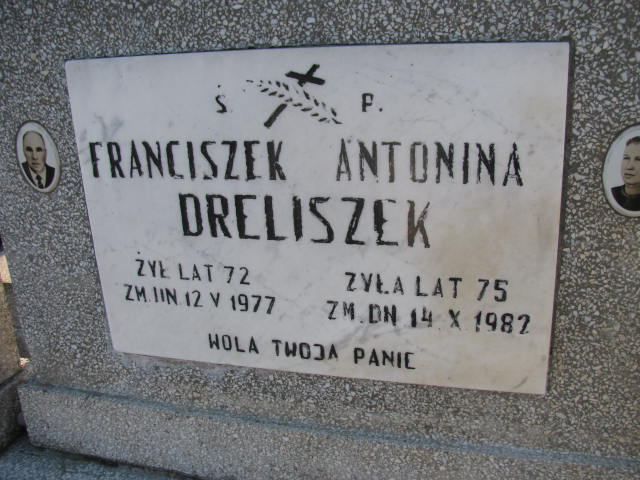 Ś P.
FRANCISZEK ANTONINA
DRELISZEK
ŻYŁ LAT 72
ZM. DN 12 V 1977
ŻYŁA LAT 75
ZM. DN 14 X 1982
WOLA TWOJA PANIE